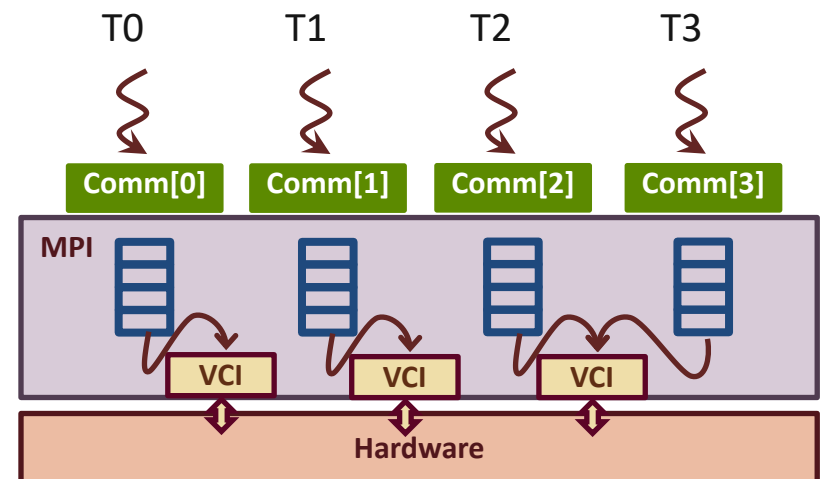 T0 T1 T2 T3
Comm[0] Comm[1] Comm[2] Comm[3]
MPI
VCI VCI VCI
Hardware